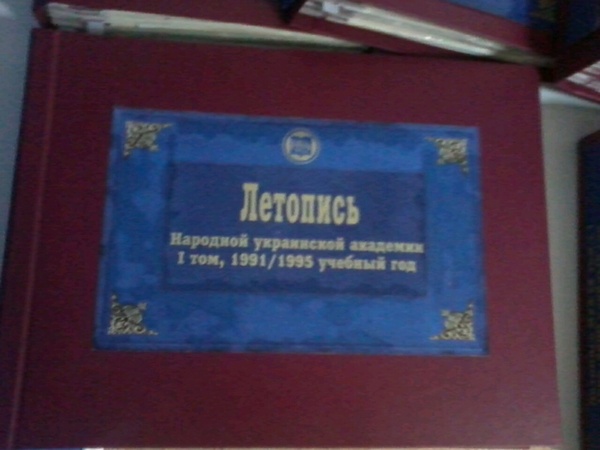 Летопись
Народной украинской академии
I том, 1991/1995 учебный год